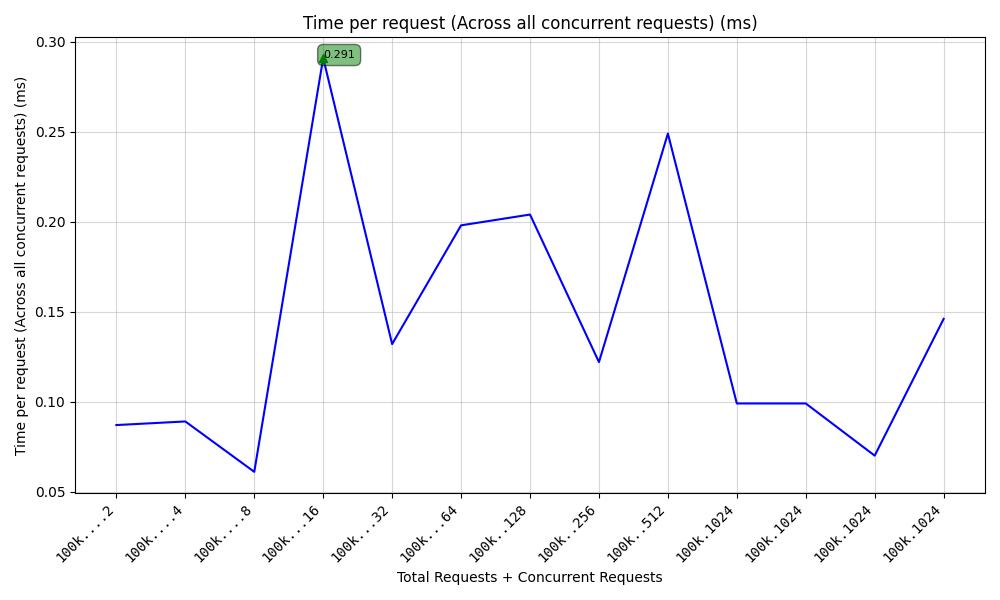 Time per request (Across all concurrent requests) (ms)
Time per request (Across all concurrent requests) (ms)
0.30
0.25
0.20
0.15
0.10
0.05
0.291
100k....2
100k....4
100k....8
100k...16
100k...32
100k...64
100k..128
100k..256
100k..512
100k.1024
100k.1024
100k.1024
100k.1024
Total Requests + Concurrent Requests